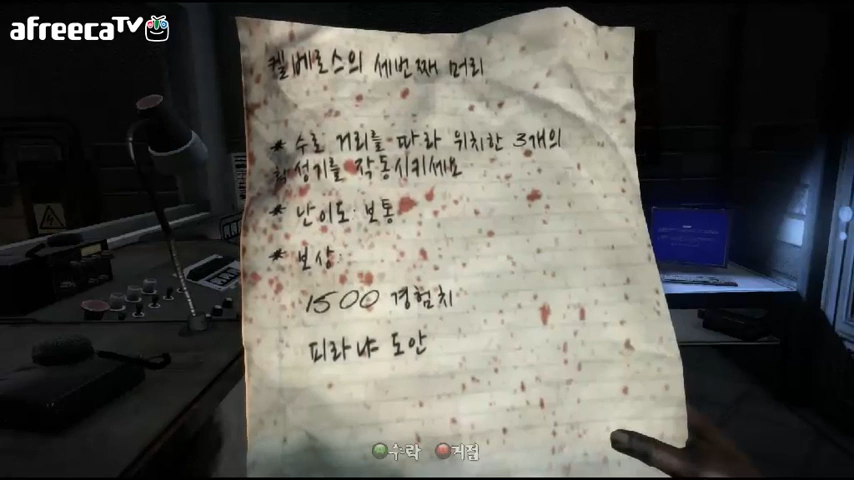 afreecaTV
켈베로스의 세번째 머리
* 수로 거리를 따라 위치한 3개의
확성기를 작동시키세요
* 난이도: 보통
* 보상:
1500 경험치
피라냐 도안
수락 거절